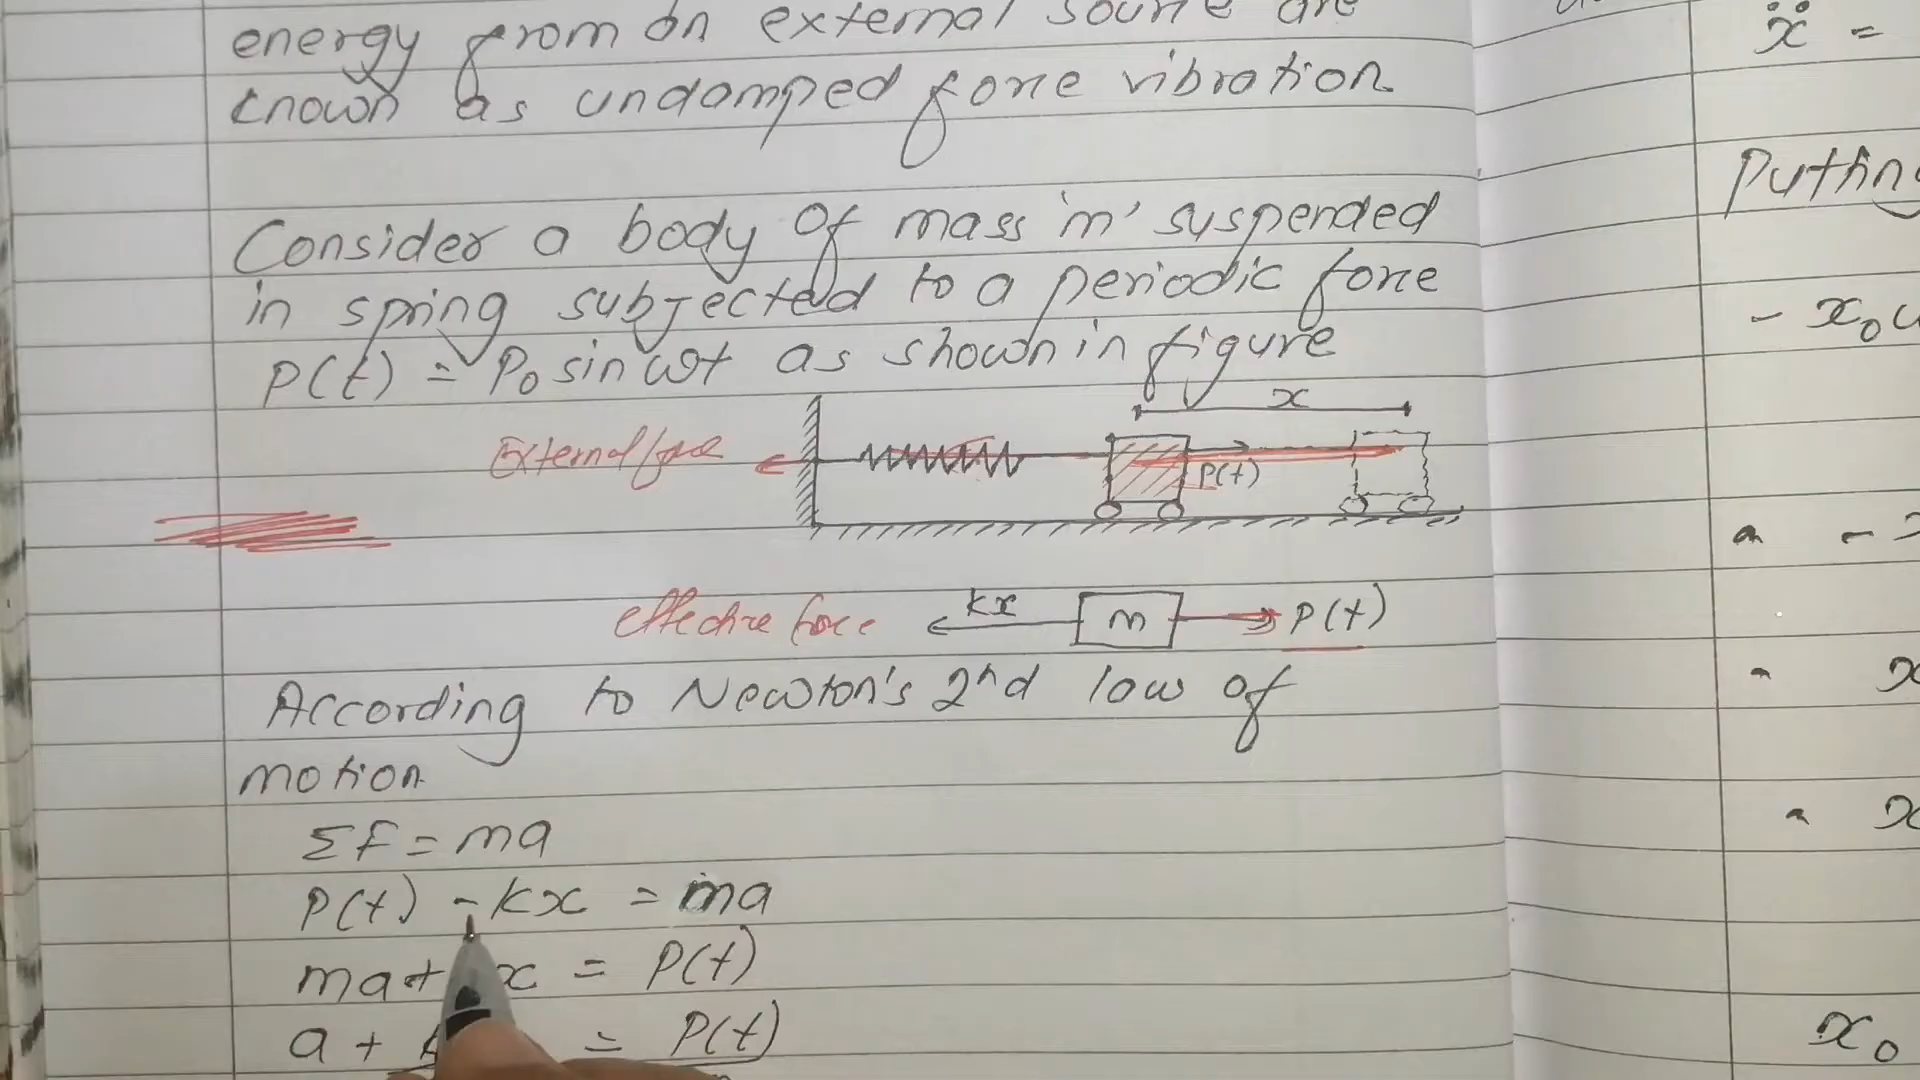 energy from an external source are
known as undamped force vibration
Consider a body of mass 'm' suspended
in spring subjected to a periodic force
P(t) = P₀ sin ωt as shown in figure
x
External force
P(t)
effective force
kx
m
P(t)
According to Newton's 2nd law of
motion
ΣF = ma
P(t) - kx = ma
ma + x = P(t)
a + = P(t)
ẍ =
Putting
- x₀
- x
x
x
x₀